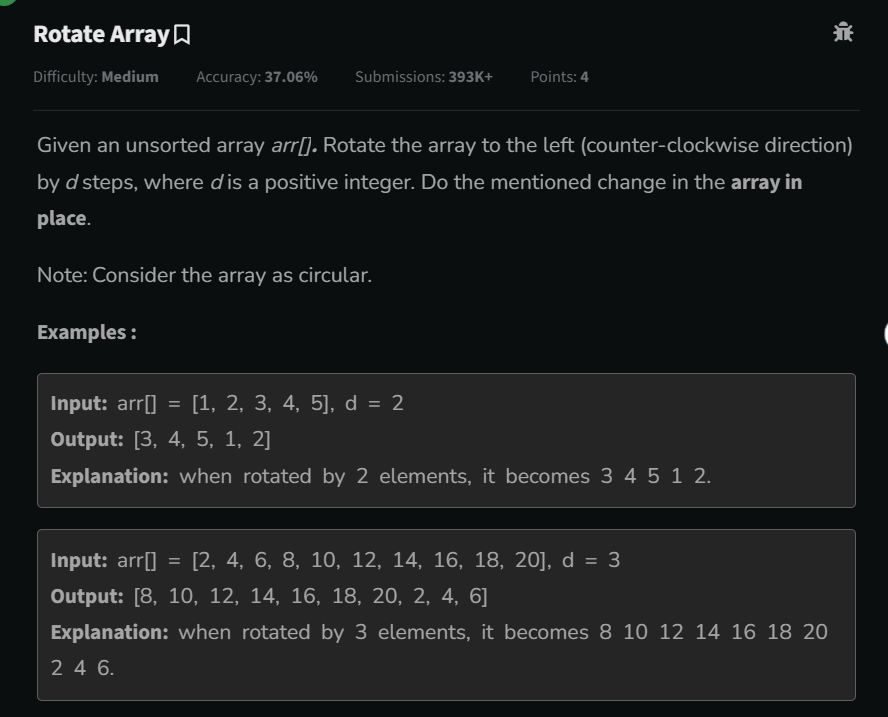 Rotate Array
Difficulty: Medium Accuracy: 37.06% Submissions: 393K+ Points: 4
Given an unsorted array arr[]. Rotate the array to the left (counter-clockwise direction)
by d steps, where d is a positive integer. Do the mentioned change in the array in
place.
Note: Consider the array as circular.
Examples :
Input: arr[] = [1, 2, 3, 4, 5], d = 2
Output: [3, 4, 5, 1, 2]
Explanation: when rotated by 2 elements, it becomes 3 4 5 1 2.
Input: arr[] = [2, 4, 6, 8, 10, 12, 14, 16, 18, 20], d = 3
Output: [8, 10, 12, 14, 16, 18, 20, 2, 4, 6]
Explanation: when rotated by 3 elements, it becomes 8 10 12 14 16 18 20
2 4 6.